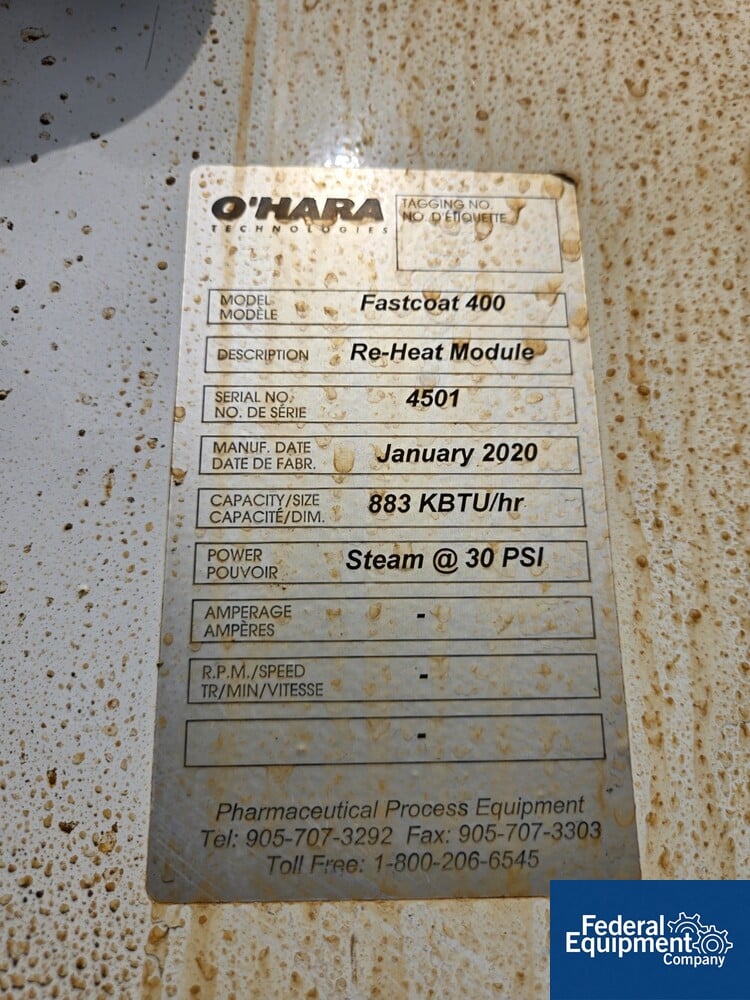 O'HARA
TECHNOLOGIES
TAGGING NO.
NO. D'ÉTIQUETTE
MODEL
MODÈLE
Fastcoat 400
DESCRIPTION
Re-Heat Module
SERIAL NO.
NO. DE SÉRIE
4501
MANUF. DATE
DATE DE FABR.
January 2020
CAPACITY/SIZE
CAPACITÉ/DIM.
883 KBTU/hr
POWER
POUVOIR
Steam @ 30 PSI
AMPERAGE
AMPÈRES
-
R.P.M./SPEED
TR/MIN/VITESSE
-
-
Pharmaceutical Process Equipment
Tel: 905-707-3292 Fax: 905-707-3303
Toll Free: 1-800-206-6545
Federal
Equipment
Company